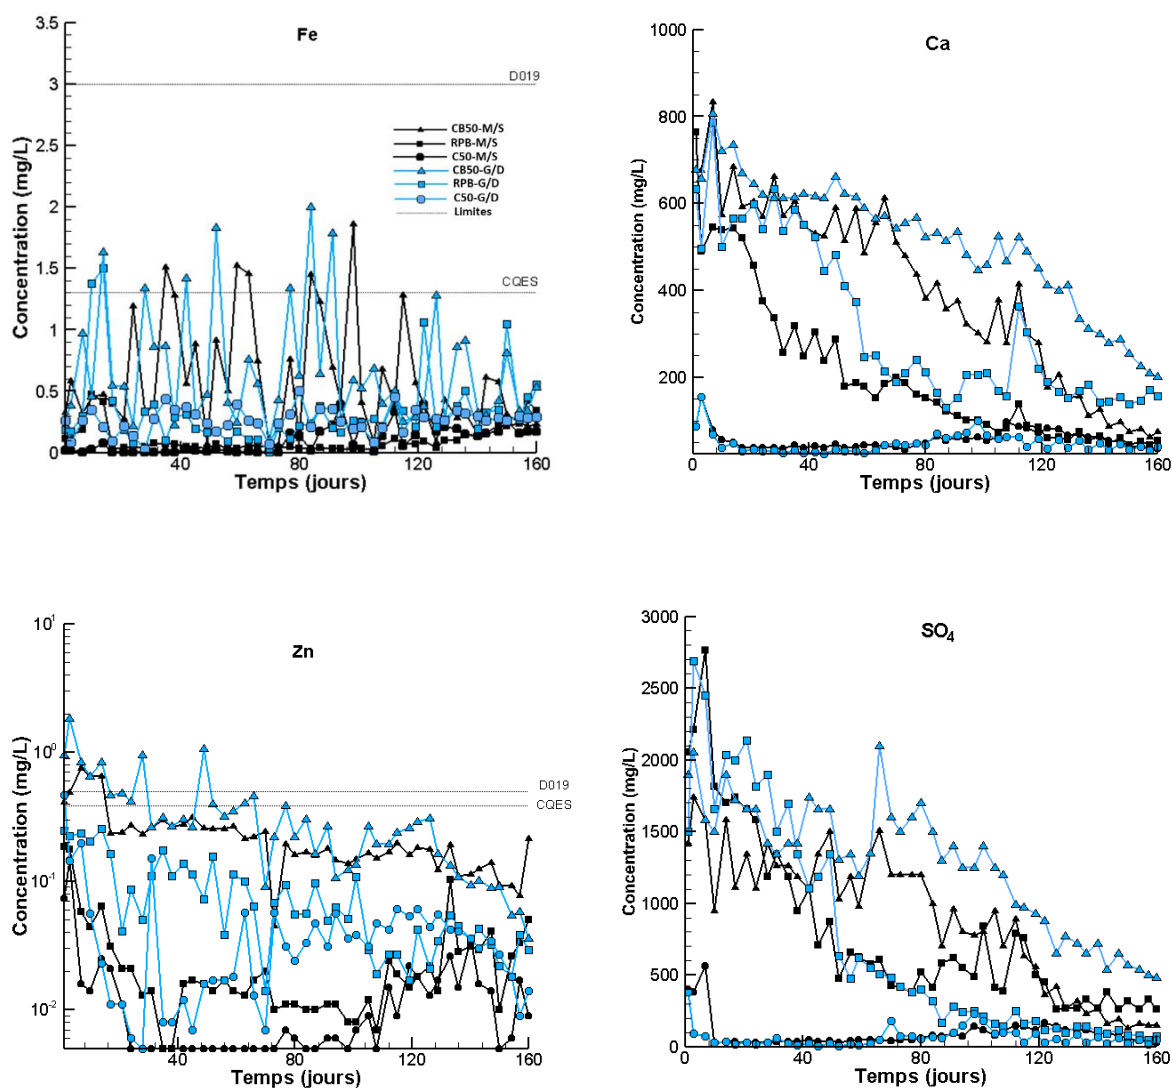 Fe
3.5
3
2.5
2
1.5
1
0.5
0
D019
CQES
CB50-M/S
RPB-M/S
C50-M/S
CB50-G/D
RPB-G/D
C50-G/D
Limites
Concentration (mg/L)
40
80
120
160
Temps (jours)
Ca
1000
800
600
400
200
Concentration (mg/L)
0
40
80
120
160
Temps (jours)
Zn
10¹
10⁰
10⁻¹
10⁻²
D019
CQES
Concentration (mg/L)
40
80
120
160
Temps (jours)
SO₄
3000
2500
2000
1500
1000
500
0
Concentration (mg/L)
0
40
80
120
160
Temps (jours)